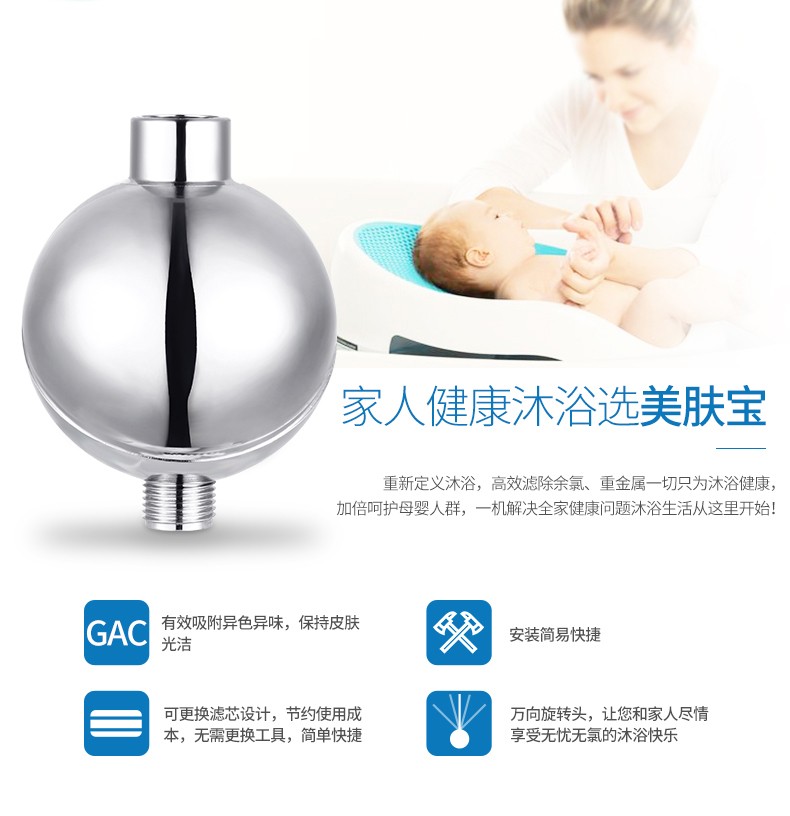 家人健康沐浴选美肤宝
重新定义沐浴，高效滤除余氯、重金属一切只为沐浴健康，
加倍呵护母婴人群，一机解决全家健康问题沐浴生活从这里开始！
GAC
有效吸附异色异味，保持皮肤
光洁
安装简易快捷
可更换滤芯设计，节约使用成
本，无需更换工具，简单快捷
万向旋转头，让您和家人尽情
享受无忧无氯的沐浴快乐